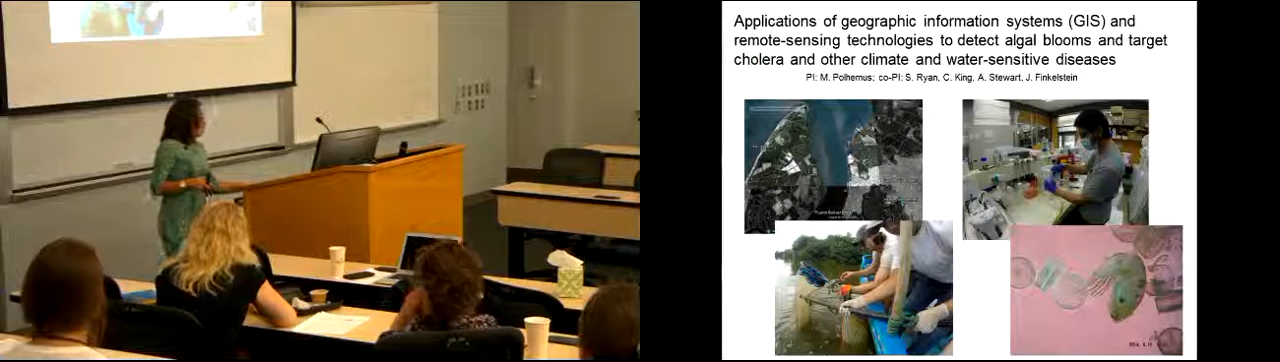 Applications of geographic information systems (GIS) and
remote-sensing technologies to detect algal blooms and target
cholera and other climate and water-sensitive diseases
PI: M. Polhemus; co-PI: S. Ryan, C. King, A. Stewart, J. Finkelstein